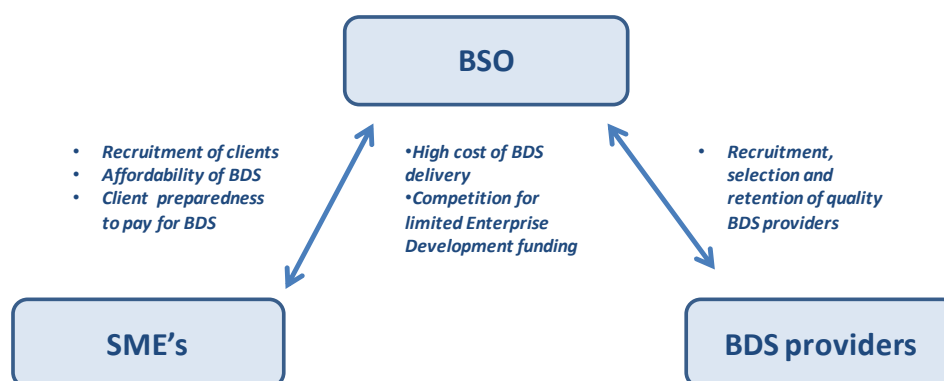 BSO
• Recruitment of clients
• Affordability of BDS
• Client preparedness
to pay for BDS
•High cost of BDS
delivery
•Competition for
limited Enterprise
Development funding
• Recruitment,
selection and
retention of quality
BDS providers
SME’s
BDS providers